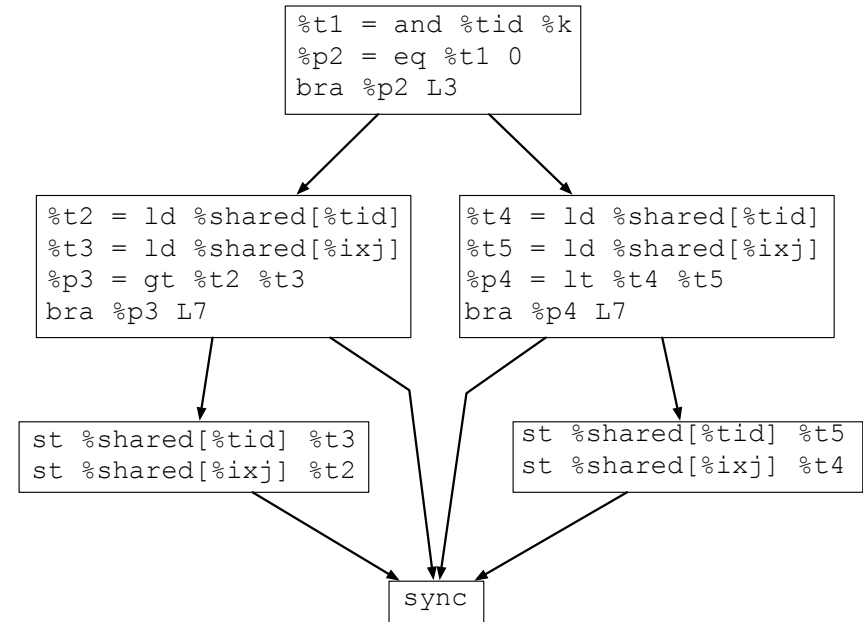 %t1 = and %tid %k
%p2 = eq %t1 0
bra %p2 L3
%t2 = ld %shared[%tid]
%t3 = ld %shared[%ixj]
%p3 = gt %t2 %t3
bra %p3 L7
%t4 = ld %shared[%tid]
%t5 = ld %shared[%ixj]
%p4 = lt %t4 %t5
bra %p4 L7
st %shared[%tid] %t3
st %shared[%ixj] %t2
st %shared[%tid] %t5
st %shared[%ixj] %t4
sync